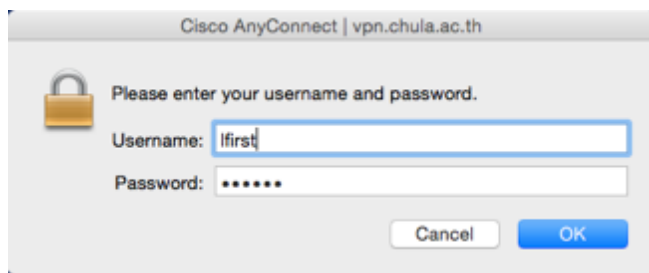 Cisco AnyConnect | vpn.chula.ac.th
Please enter your username and password.
Username: lfirst
Password: ••••••
Cancel OK